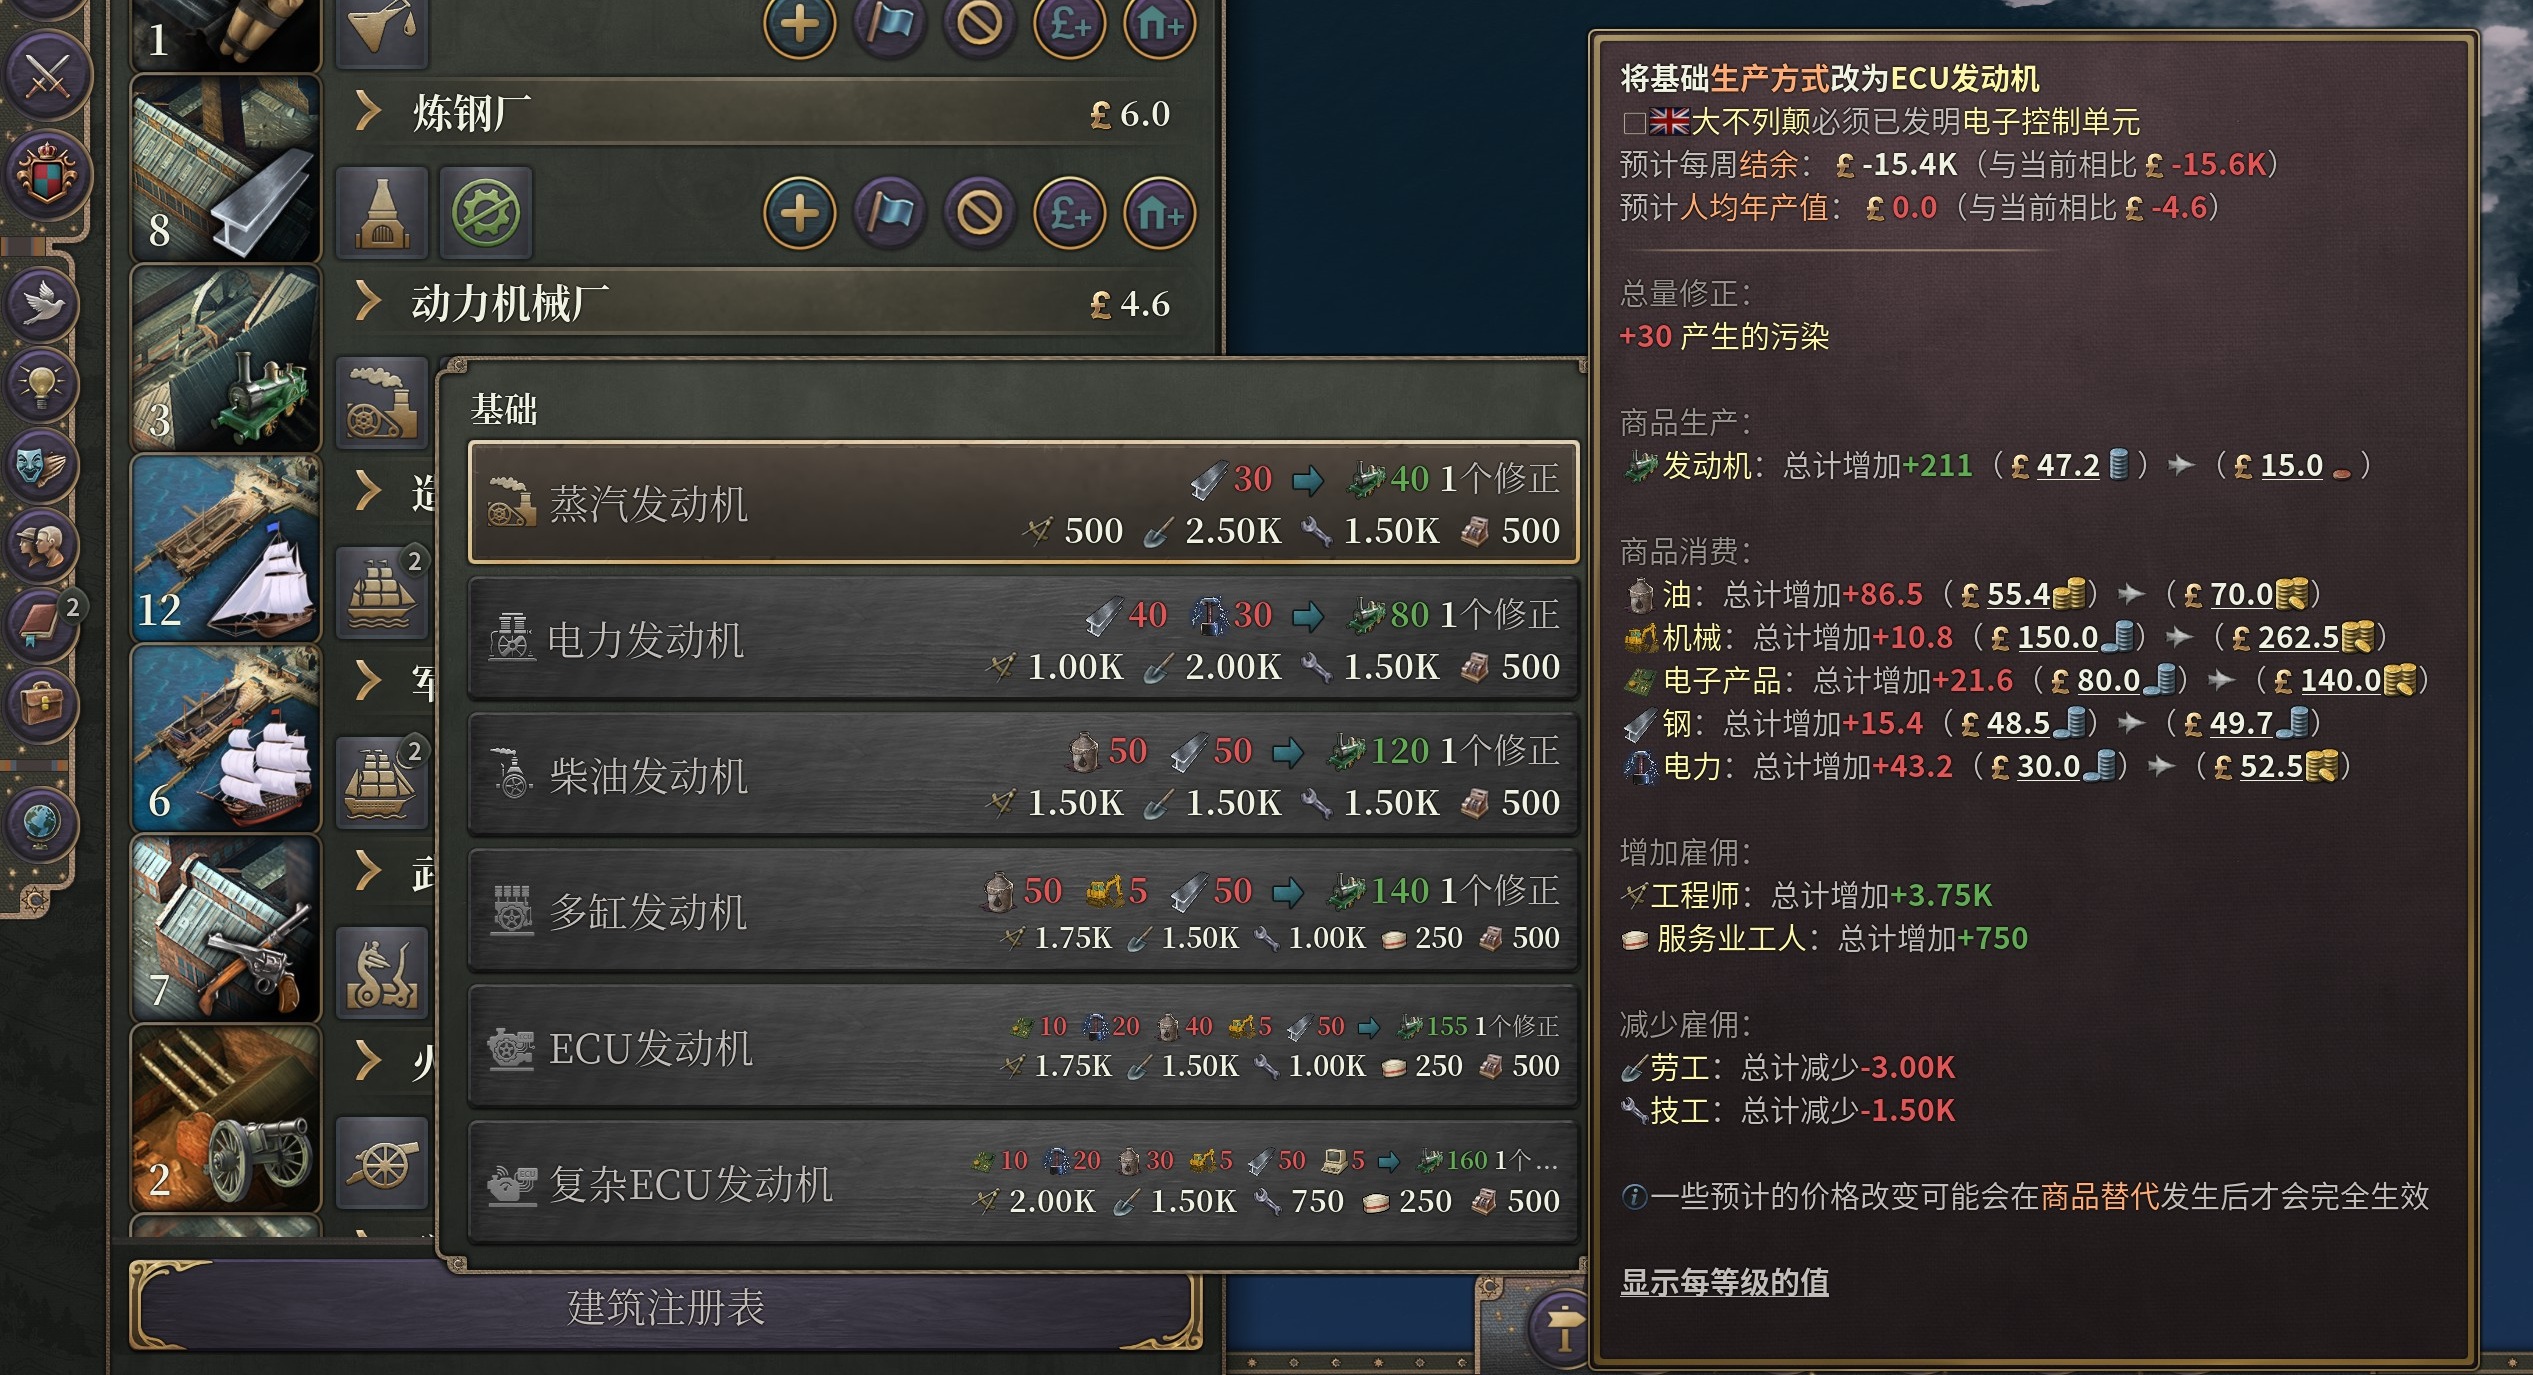 1
炼钢厂
£ 6.0
8
动力机械厂
£ 4.6
3
12
2
6
2
7
2
2
建筑注册表
基础
蒸汽发动机
30 40 1个修正
500 2.50K 1.50K 500
电力发动机
40 30 80 1个修正
1.00K 2.00K 1.50K 500
柴油发动机
50 50 120 1个修正
1.50K 1.50K 1.50K 500
多缸发动机
50 5 50 140 1个修正
1.75K 1.50K 1.00K 250 500
ECU发动机
10 20 40 5 50 155 1个修正
1.75K 1.50K 1.00K 250 500
复杂ECU发动机
10 20 30 5 50 5 160 1个...
2.00K 1.50K 750 250 500
将基础生产方式改为ECU发动机
大不列颠必须已发明电子控制单元
预计每周结余： £ -15.4K（与当前相比 £ -15.6K）
预计人均年产值： £ 0.0（与当前相比 £ -4.6）
总量修正：
+30 产生的污染
商品生产：
发动机：总计增加+211（ £ 47.2 ）（ £ 15.0 ）
商品消费：
油：总计增加+86.5（ £ 55.4）（ £ 70.0）
机械：总计增加+10.8（ £ 150.0）（ £ 262.5）
电子产品：总计增加+21.6（ £ 80.0）（ £ 140.0）
钢：总计增加+15.4（ £ 48.5）（ £ 49.7）
电力：总计增加+43.2（ £ 30.0）（ £ 52.5）
增加雇佣：
工程师：总计增加+3.75K
服务业工人：总计增加+750
减少雇佣：
劳工：总计减少-3.00K
技工：总计减少-1.50K
一些预计的价格改变可能会在商品替代发生后才会完全生效
显示每等级的值